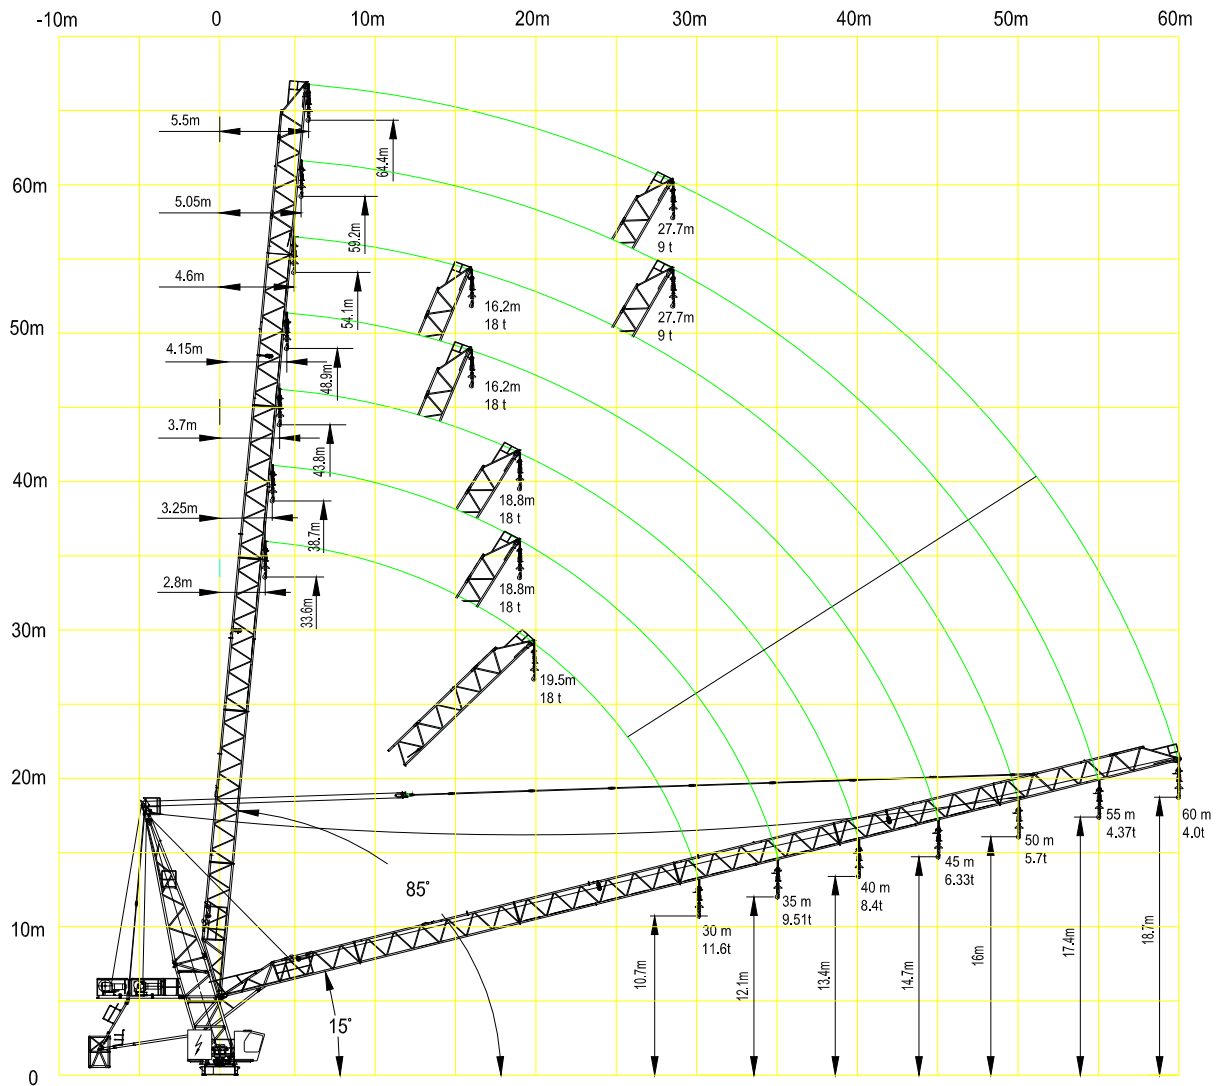 -10m
0
10m
20m
30m
40m
50m
60m
5.5m
64.4m
60m
5.05m
59.2m
27.7m
9 t
4.6m
54.1m
16.2m
18 t
27.7m
9 t
50m
4.15m
48.9m
16.2m
18 t
3.7m
43.8m
40m
18.8m
18 t
3.25m
38.7m
18.8m
18 t
2.8m
33.6m
30m
19.5m
18 t
20m
85°
55 m
4.37t
60 m
4.0t
50 m
5.7t
45 m
6.33t
40 m
8.4t
35 m
9.51t
30 m
11.6t
10m
10.7m
12.1m
13.4m
14.7m
16m
17.4m
18.7m
15°
0